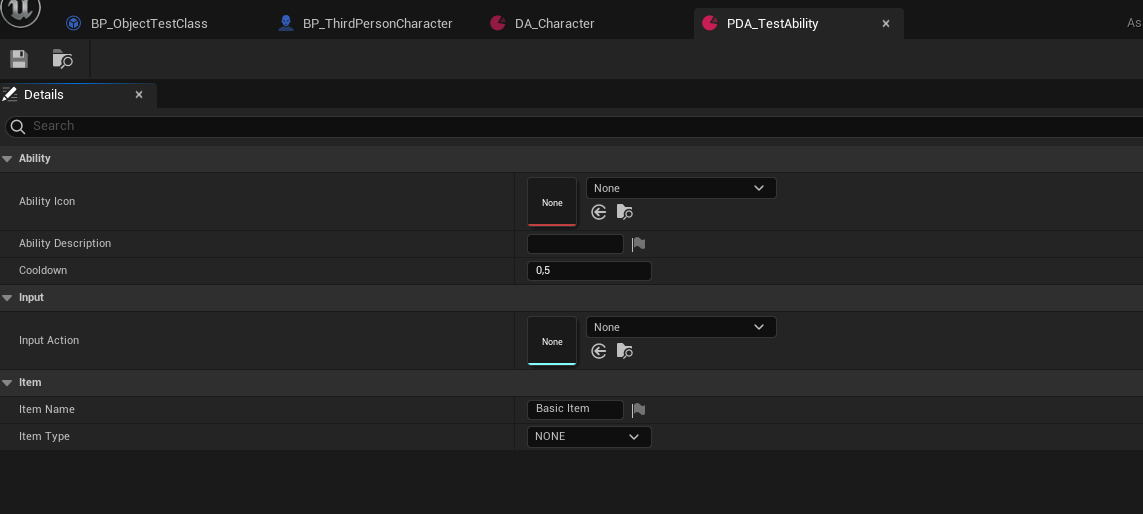 BP_ObjectTestClass
BP_ThirdPersonCharacter
DA_Character
PDA_TestAbility
As
Details
Search
Ability
Ability Icon
None
None
Ability Description
Cooldown
0,5
Input
Input Action
None
None
Item
Item Name
Basic Item
Item Type
NONE